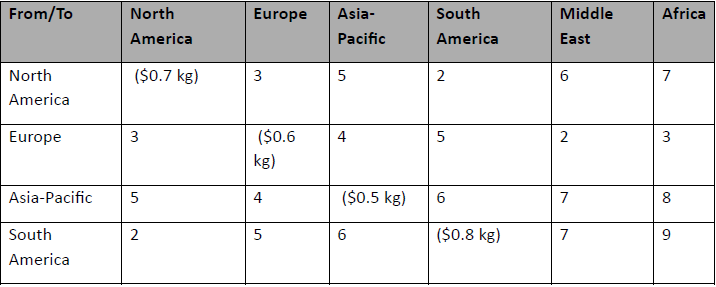 From/To North America Europe Asia-Pacific South America Middle East Africa
North America ($0.7 kg) 3 5 2 6 7
Europe 3 ($0.6 kg) 4 5 2 3
Asia-Pacific 5 4 ($0.5 kg) 6 7 8
South America 2 5 6 ($0.8 kg) 7 9